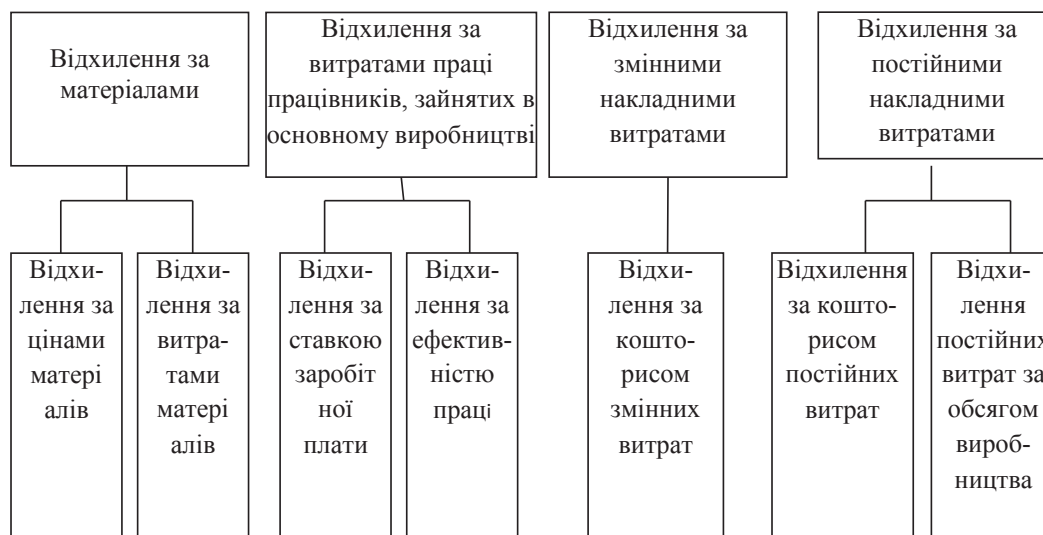 Відхилення за
матеріалами
Відхилення за
витратами праці
працівників, зайнятих в
основному виробництві
Відхилення за
змінними
накладними
витратами
Відхилення за
постійними
накладними
витратами
Відхи-
лення за
цінами
матері
алів
Відхи-
лення за
витра-
тами
матері
алів
Відхи-
лення за
ставкою
заробіт
ної
плати
Відхи-
лення за
ефектив-
ністю
праці
Відхи-
лення за
кошто-
рисом
змінних
витрат
Відхилення
за кошто-
рисом
постійних
витрат
Відхи-
лення
постійних
витрат за
обсягом
вироб-
ництва